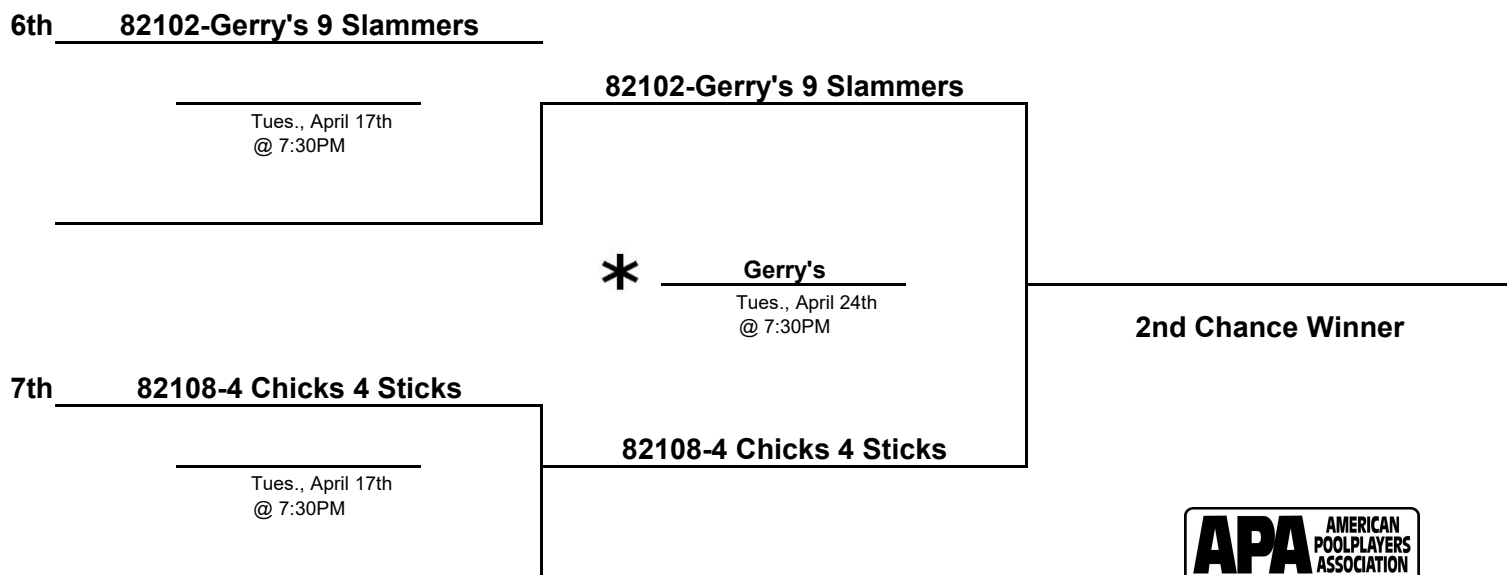 6th 82102-Gerry's 9 Slammers
82102-Gerry's 9 Slammers
Tues., April 17th
@ 7:30PM
* Gerry's
Tues., April 24th
@ 7:30PM
2nd Chance Winner
7th 82108-4 Chicks 4 Sticks
82108-4 Chicks 4 Sticks
Tues., April 17th
@ 7:30PM
APA AMERICAN
POOLPLAYERS
ASSOCIATION